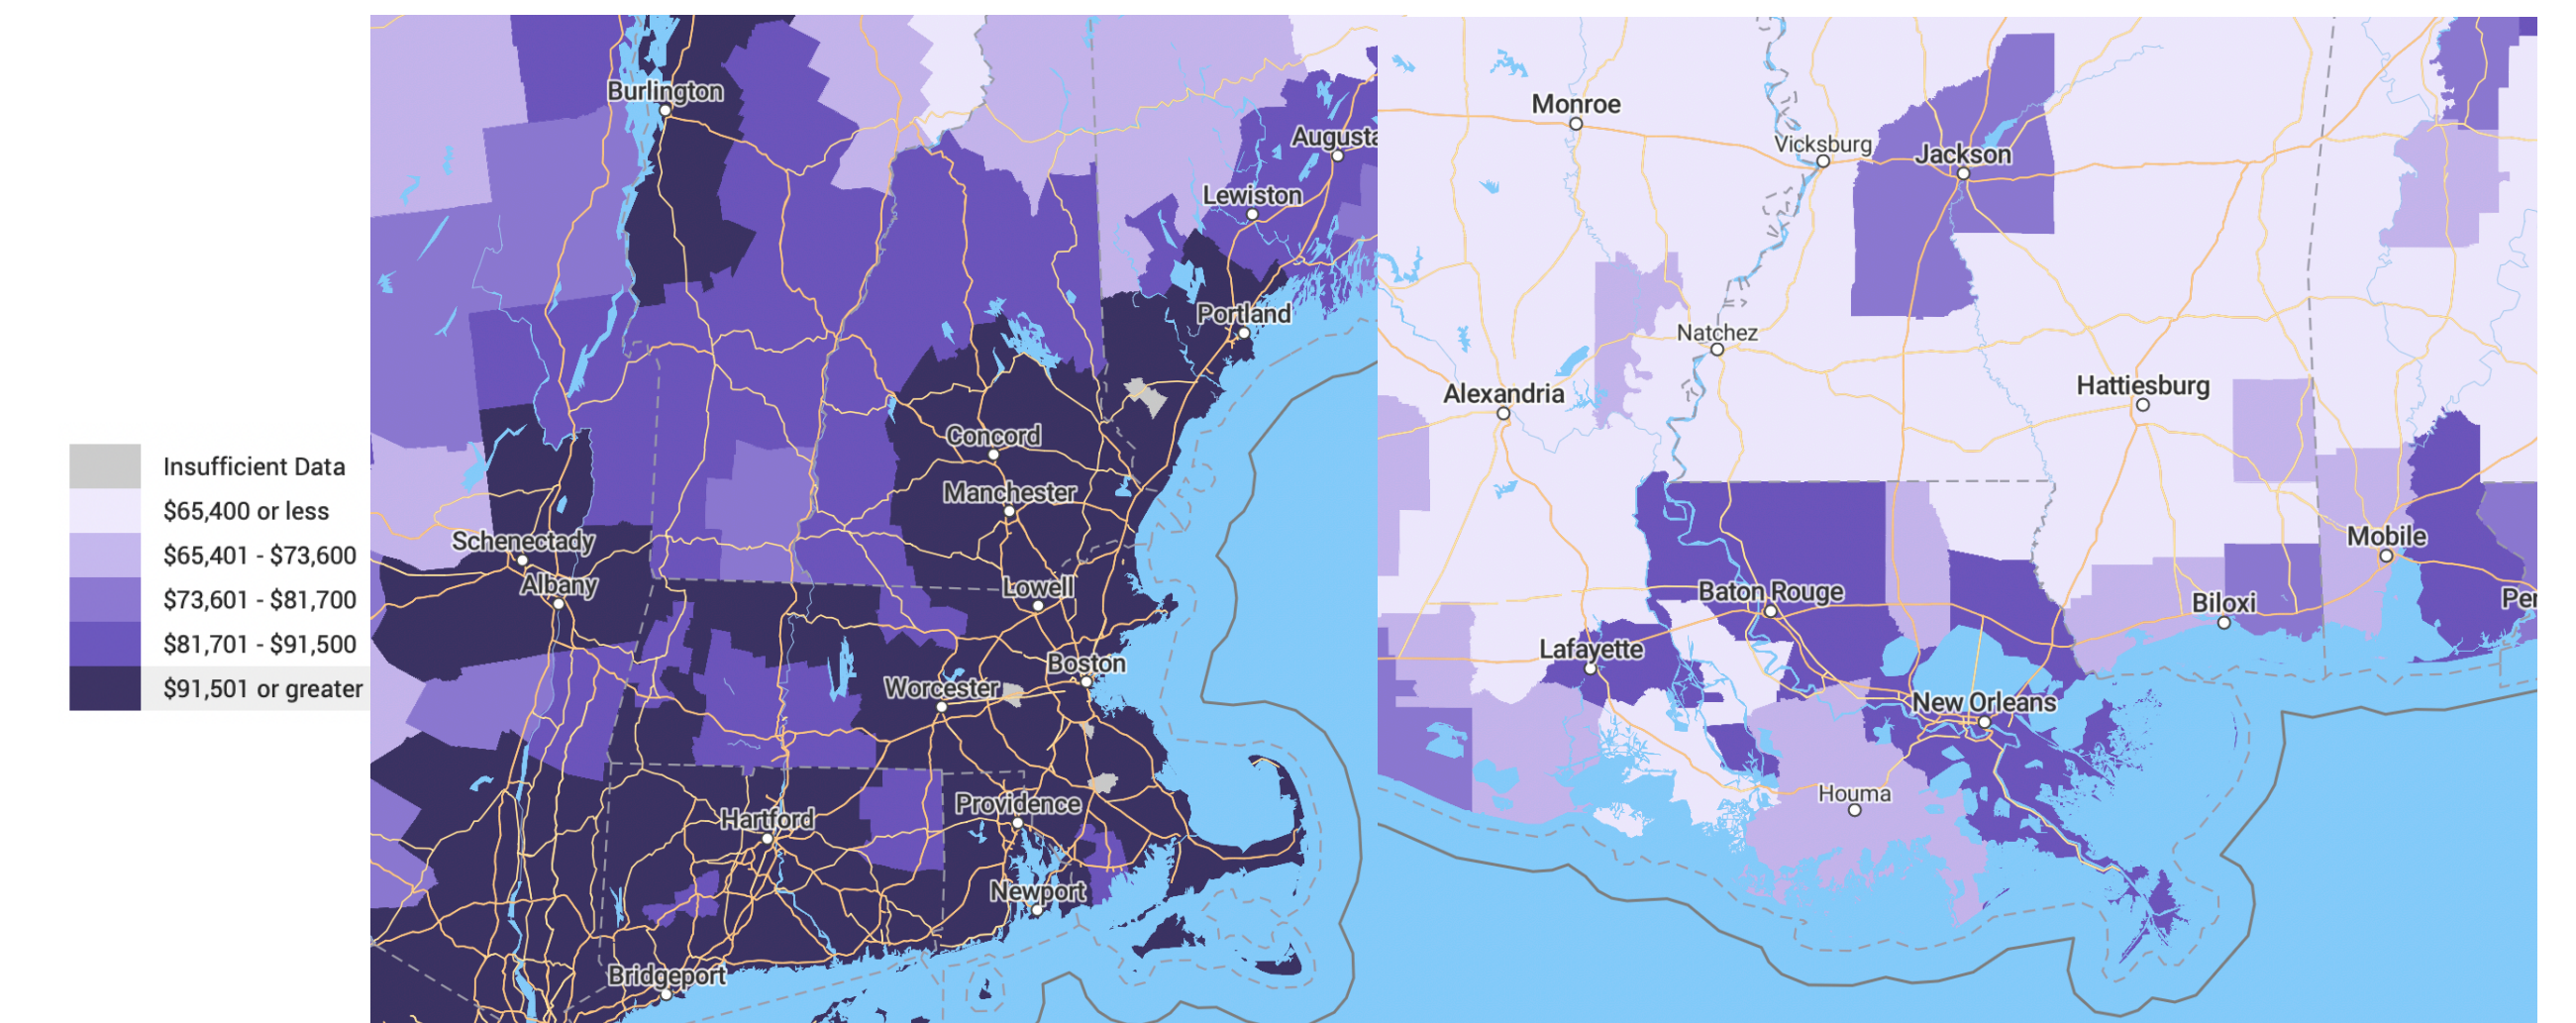 Insufficient Data
$65,400 or less
$65,401 - $73,600
$73,601 - $81,700
$81,701 - $91,500
$91,501 or greater
Burlington
Augusta
Lewiston
Portland
Concord
Manchester
Schenectady
Albany
Lowell
Boston
Worcester
Hartford
Providence
Newport
Bridgeport
Monroe
Vicksburg
Jackson
Natchez
Alexandria
Hattiesburg
Mobile
Baton Rouge
Biloxi
Pe
Lafayette
New Orleans
Houma